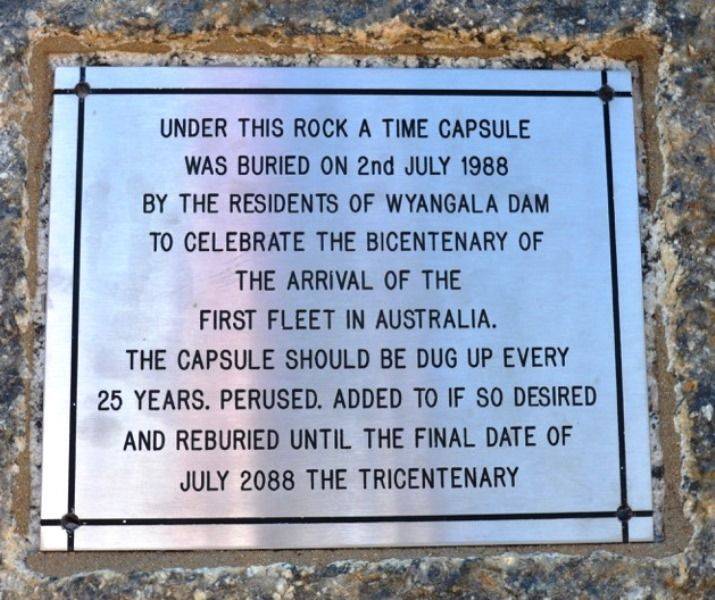 UNDER THIS ROCK A TIME CAPSULE
WAS BURIED ON 2nd JULY 1988
BY THE RESIDENTS OF WYANGALA DAM
TO CELEBRATE THE BICENTENARY OF
THE ARRIVAL OF THE
FIRST FLEET IN AUSTRALIA.
THE CAPSULE SHOULD BE DUG UP EVERY
25 YEARS. PERUSED. ADDED TO IF SO DESIRED
AND REBURIED UNTIL THE FINAL DATE OF
JULY 2088 THE TRICENTENARY